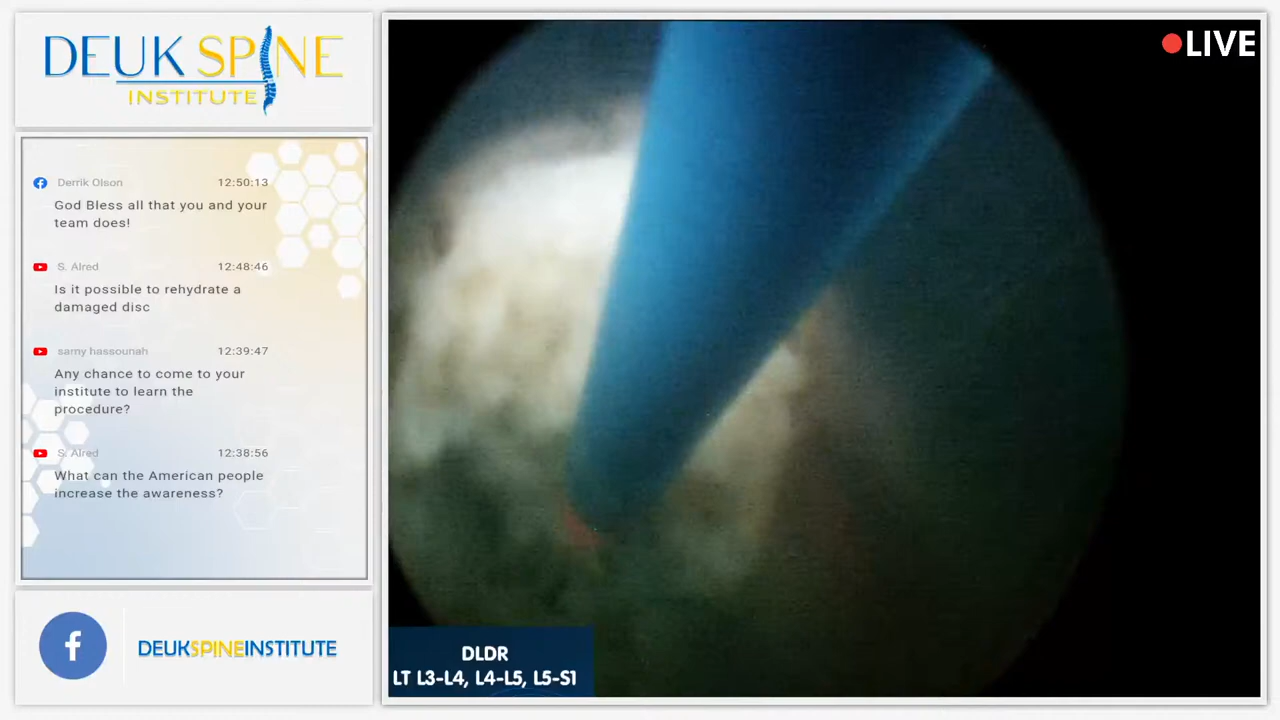 DEUK SPINE
INSTITUTE
Derrik Olson 12:50:13
God Bless all that you and your
team does!
S. Alred 12:48:46
Is it possible to rehydrate a
damaged disc
samy hassounah 12:39:47
Any chance to come to your
institute to learn the
procedure?
S. Alred 12:38:56
What can the American people
increase the awareness?
f
DEUKSPINEINSTITUTE
LIVE
DLDR
LT L3-L4, L4-L5, L5-S1